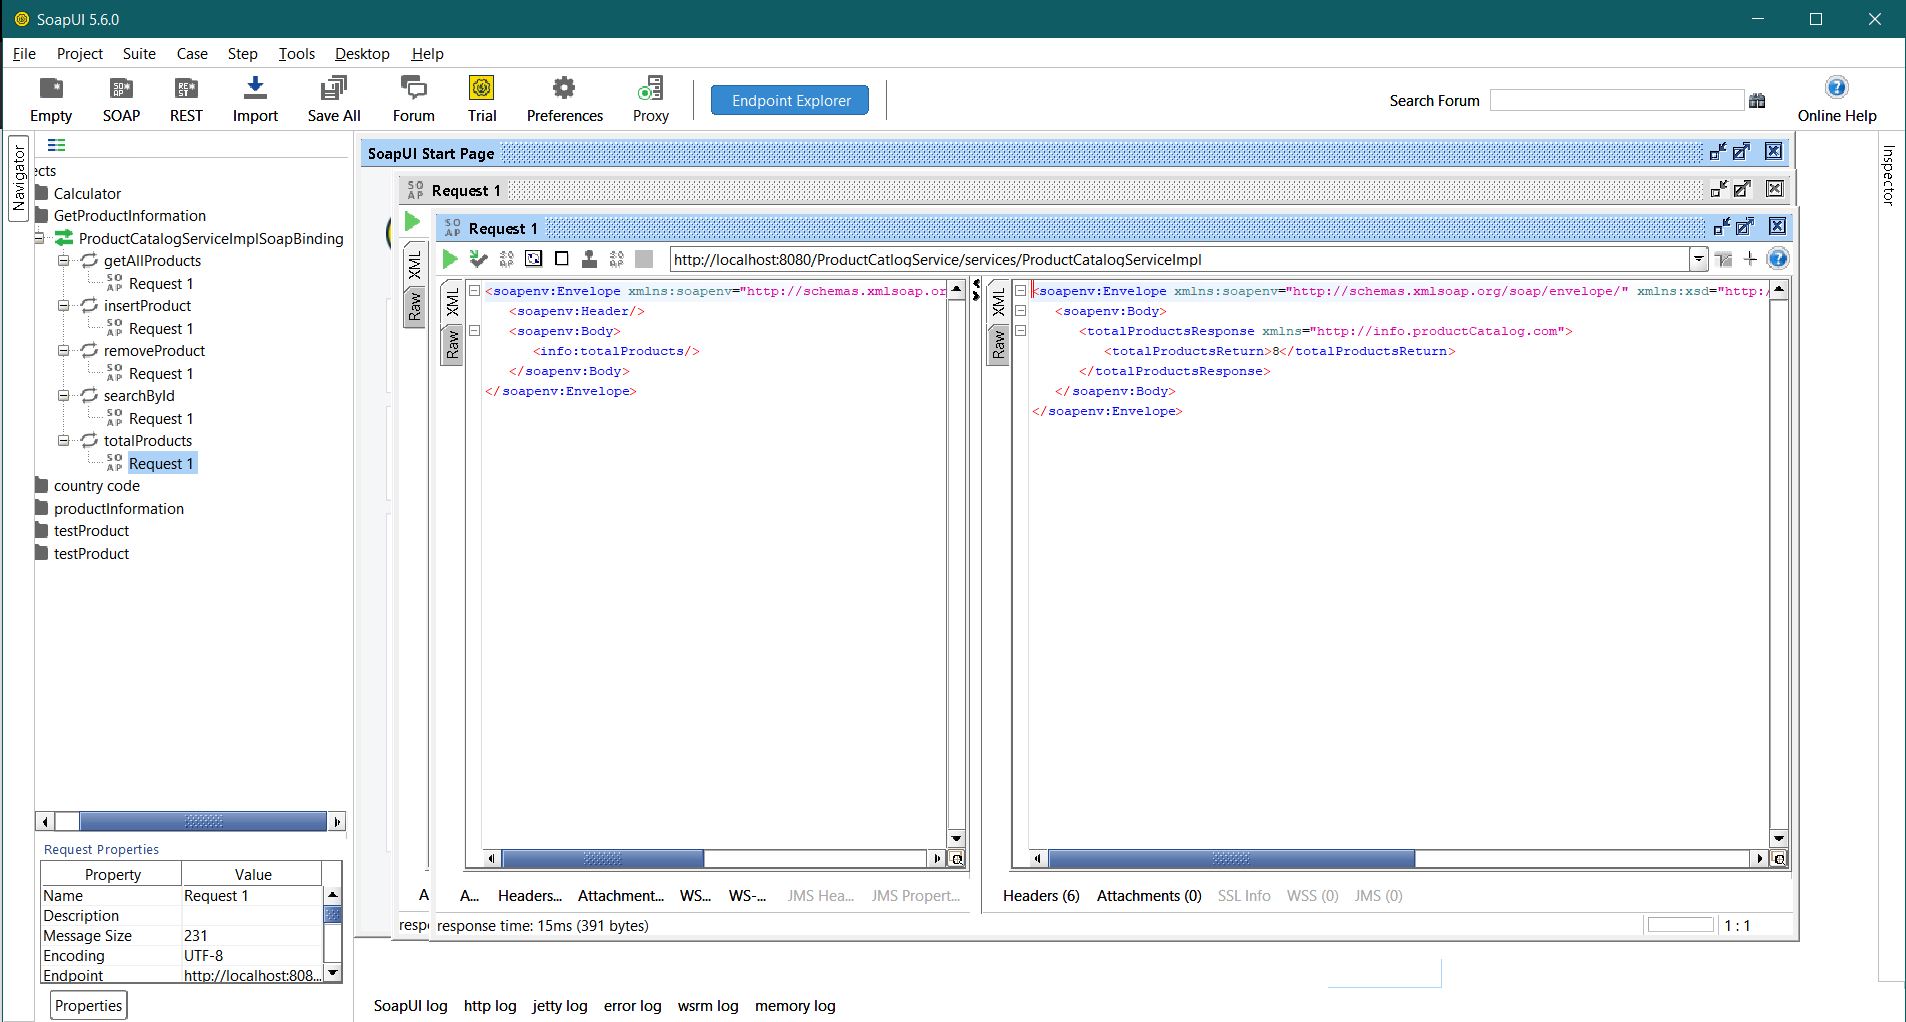 SoapUI 5.6.0
File Project Suite Case Step Tools Desktop Help
Empty SOAP REST Import Save All Forum Trial Preferences Proxy
Endpoint Explorer
Search Forum
Online Help
Navigator
ects
Calculator
GetProductInformation
ProductCatalogServiceImplSoapBinding
getAllProducts
Request 1
insertProduct
Request 1
removeProduct
Request 1
searchById
Request 1
totalProducts
Request 1
country code
productInformation
testProduct
testProduct
Request Properties
Property Value
Name Request 1
Description
Message Size 231
Encoding UTF-8
Endpoint http://localhost:808...
Properties
SoapUI Start Page
Request 1
XML
Raw
A
respo
Request 1
http://localhost:8080/ProductCatlogService/services/ProductCatalogServiceImpl
XML
Raw
<soapenv:Envelope xmlns:soapenv="http://schemas.xmlsoap.or
<soapenv:Header/>
<soapenv:Body>
<info:totalProducts/>
</soapenv:Body>
</soapenv:Envelope>
A... Headers... Attachment... WS... WS-... JMS Hea... JMS Propert...
XML
Raw
<soapenv:Envelope xmlns:soapenv="http://schemas.xmlsoap.org/soap/envelope/" xmlns:xsd="http:/
<soapenv:Body>
<totalProductsResponse xmlns="http://info.productCatalog.com">
<totalProductsReturn>8</totalProductsReturn>
</totalProductsResponse>
</soapenv:Body>
</soapenv:Envelope>
Headers (6) Attachments (0) SSL Info WSS (0) JMS (0)
response time: 15ms (391 bytes)
1 : 1
Inspector
SoapUI log http log jetty log error log wsrm log memory log